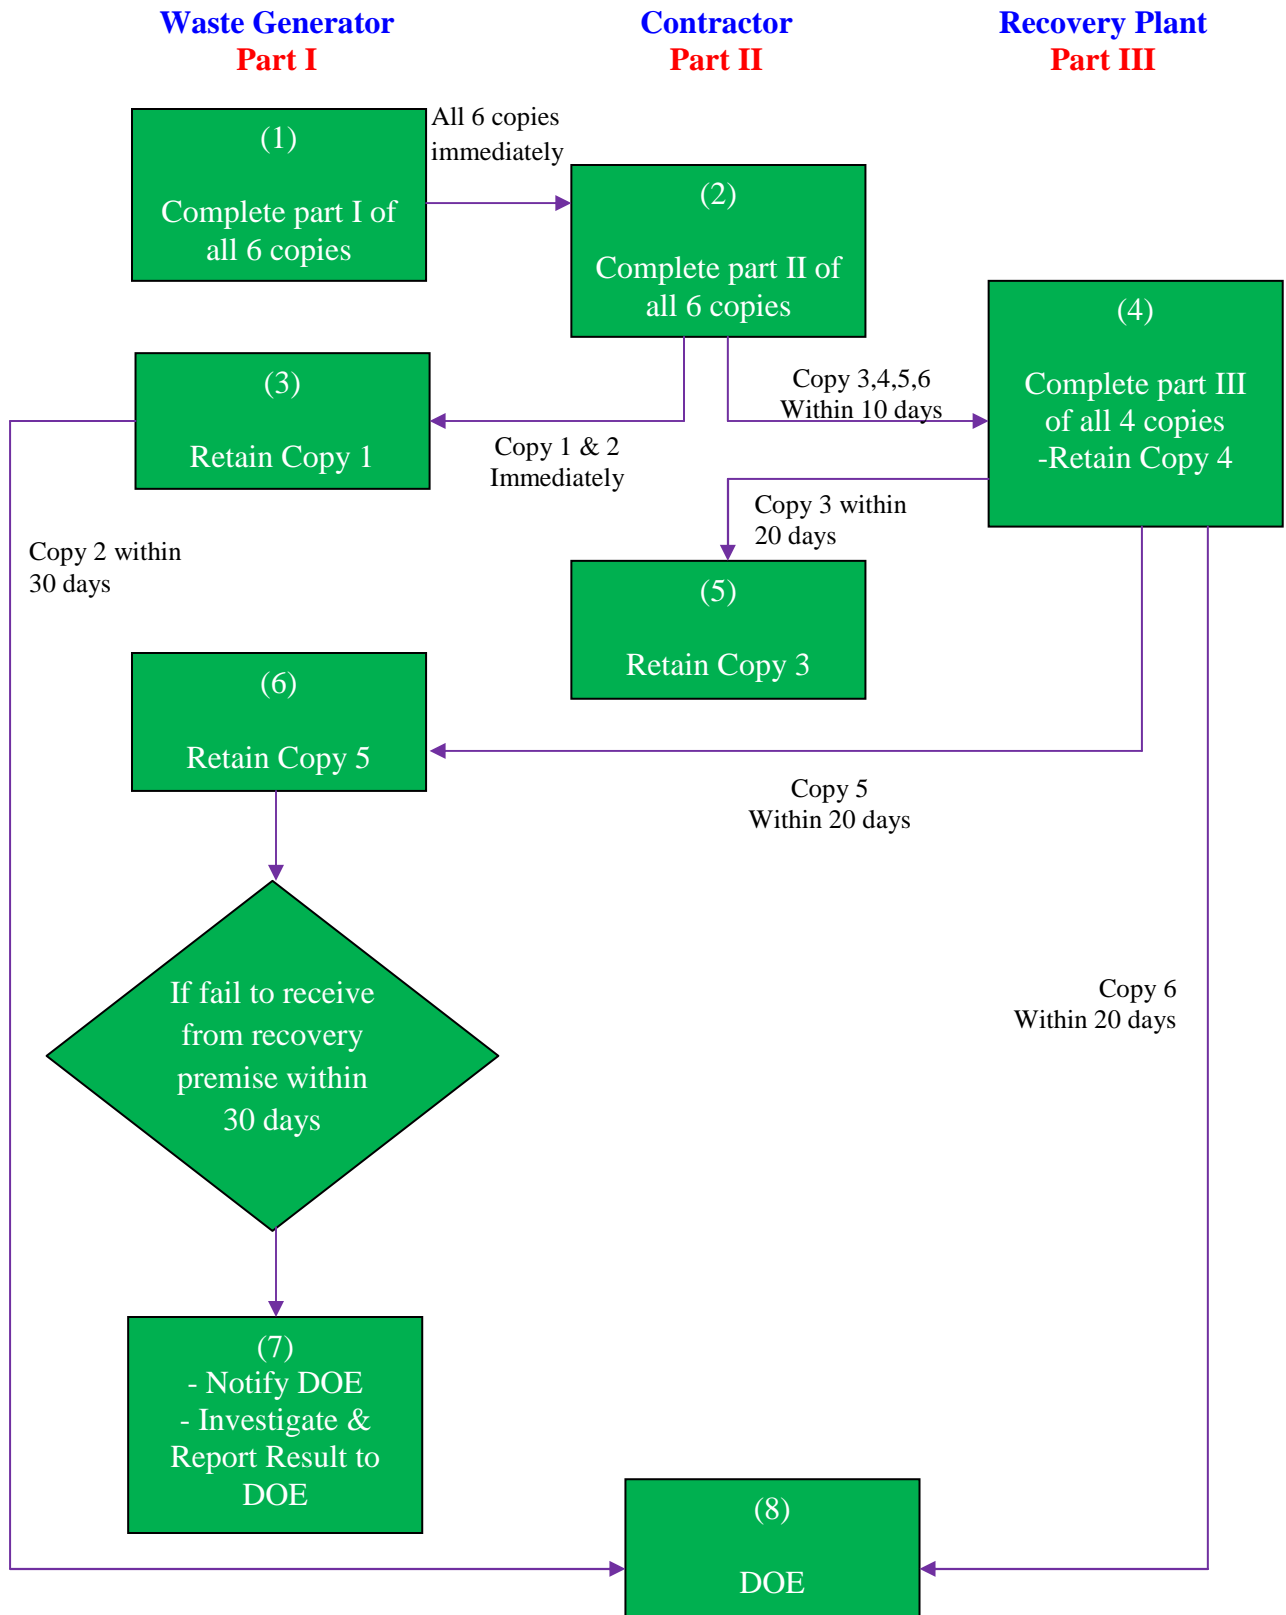 Waste Generator
Part I
Contractor
Part II
Recovery Plant
Part III
(1)
Complete part I of
all 6 copies
All 6 copies
immediately
(2)
Complete part II of
all 6 copies
(3)
Retain Copy 1
Copy 1 & 2
Immediately
Copy 3,4,5,6
Within 10 days
(4)
Complete part III
of all 4 copies
-Retain Copy 4
Copy 3 within
20 days
Copy 2 within
30 days
(5)
Retain Copy 3
(6)
Retain Copy 5
Copy 5
Within 20 days
If fail to receive
from recovery
premise within
30 days
Copy 6
Within 20 days
(7)
- Notify DOE
- Investigate &
Report Result to
DOE
(8)
DOE